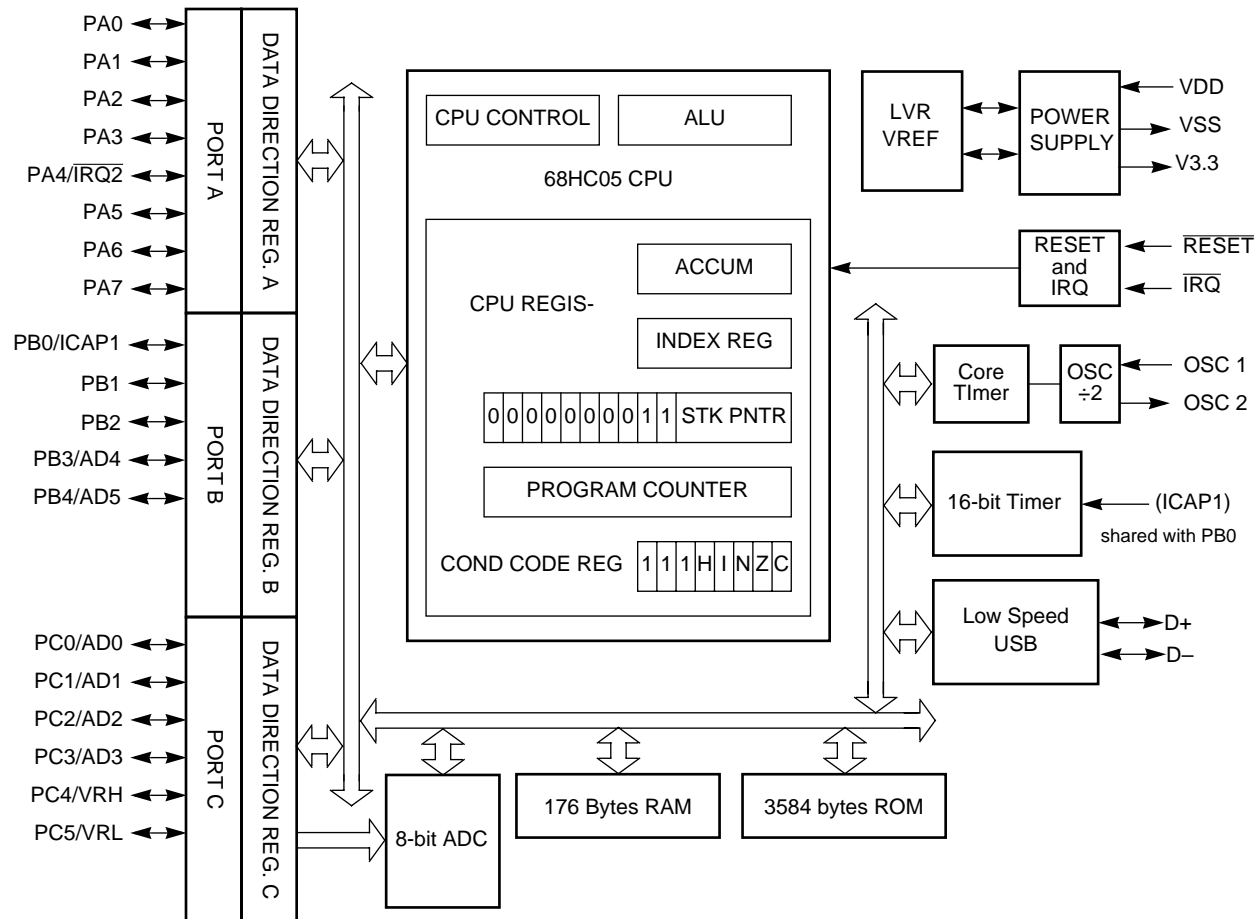 PA0
PA1
PA2
PA3
PA4/IRQ2
PA5
PA6
PA7
PORT A
DATA DIRECTION REG. A
PB0/ICAP1
PB1
PB2
PB3/AD4
PB4/AD5
PORT B
DATA DIRECTION REG. B
PC0/AD0
PC1/AD1
PC2/AD2
PC3/AD3
PC4/VRH
PC5/VRL
PORT C
DATA DIRECTION REG. C
CPU CONTROL
ALU
68HC05 CPU
ACCUM
CPU REGIS-
INDEX REG
0 0 0 0 0 0 0 0 1 1 STK PNTR
PROGRAM COUNTER
COND CODE REG
1 1 1 H I N Z C
LVR
VREF
POWER
SUPPLY
VDD
VSS
V3.3
RESET
and
IRQ
RESET
IRQ
Core
TImer
OSC
÷2
OSC 1
OSC 2
16-bit Timer
(ICAP1)
shared with PB0
Low Speed
USB
D+
D–
8-bit ADC
176 Bytes RAM
3584 bytes ROM